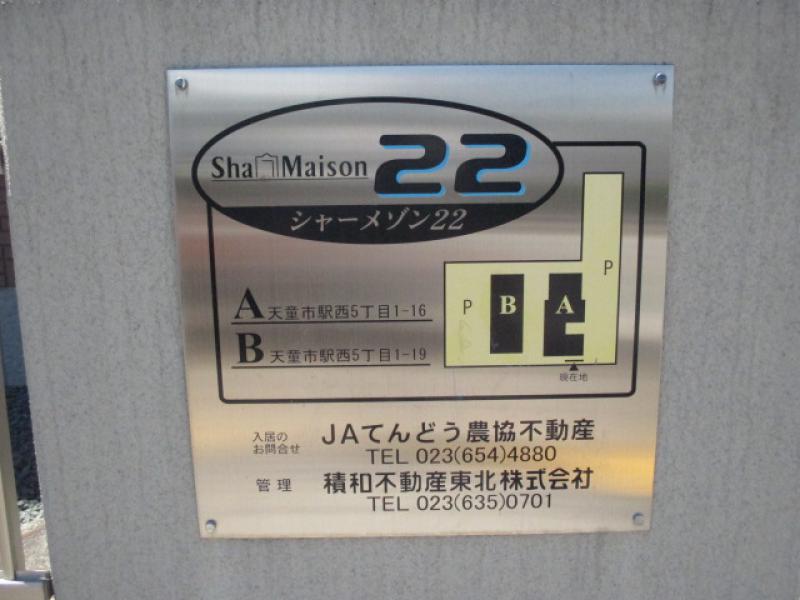 ShaMaison 22
シャーメゾン22
A 天童市駅西5丁目1-16
B 天童市駅西5丁目1-19
P B A P
現在地
入居の
お問合せ
JAてんどう農協不動産
TEL 023(654)4880
管理 積和不動産東北株式会社
TEL 023(635)0701